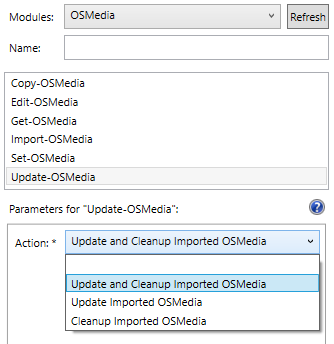 Modules: OSMedia Refresh
Name:
Copy-OSMedia
Edit-OSMedia
Get-OSMedia
Import-OSMedia
Set-OSMedia
Update-OSMedia
Parameters for "Update-OSMedia": ?
Action: * Update and Cleanup Imported OSMedia
Update and Cleanup Imported OSMedia
Update Imported OSMedia
Cleanup Imported OSMedia